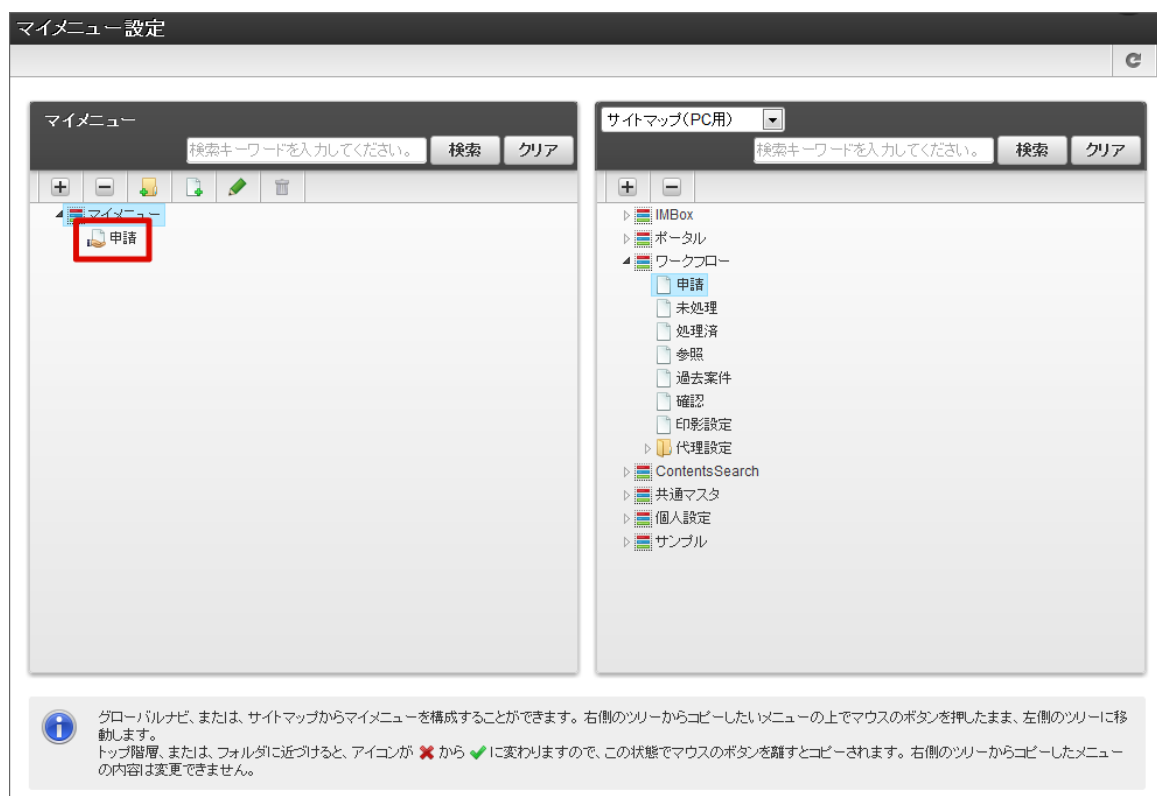 マイメニュー設定
マイメニュー
検索キーワードを入力してください。 検索 クリア
マイメニュー
申請
サイトマップ(PC用)
検索キーワードを入力してください。 検索 クリア
IMBox
ポータル
ワークフロー
申請
未処理
処理済
参照
過去案件
確認
印影設定
代理設定
ContentsSearch
共通マスタ
個人設定
サンプル
グローバルナビ、または、サイトマップからマイメニューを構成することができます。右側のツリーからコピーしたいメニューの上でマウスのボタンを押したまま、左側のツリーに移
動します。
トップ階層、または、フォルダに近づけると、アイコンが ✖ から ✔ に変わりますので、この状態でマウスのボタンを離すとコピーされます。右側のツリーからコピーしたメニュー
の内容は変更できません。